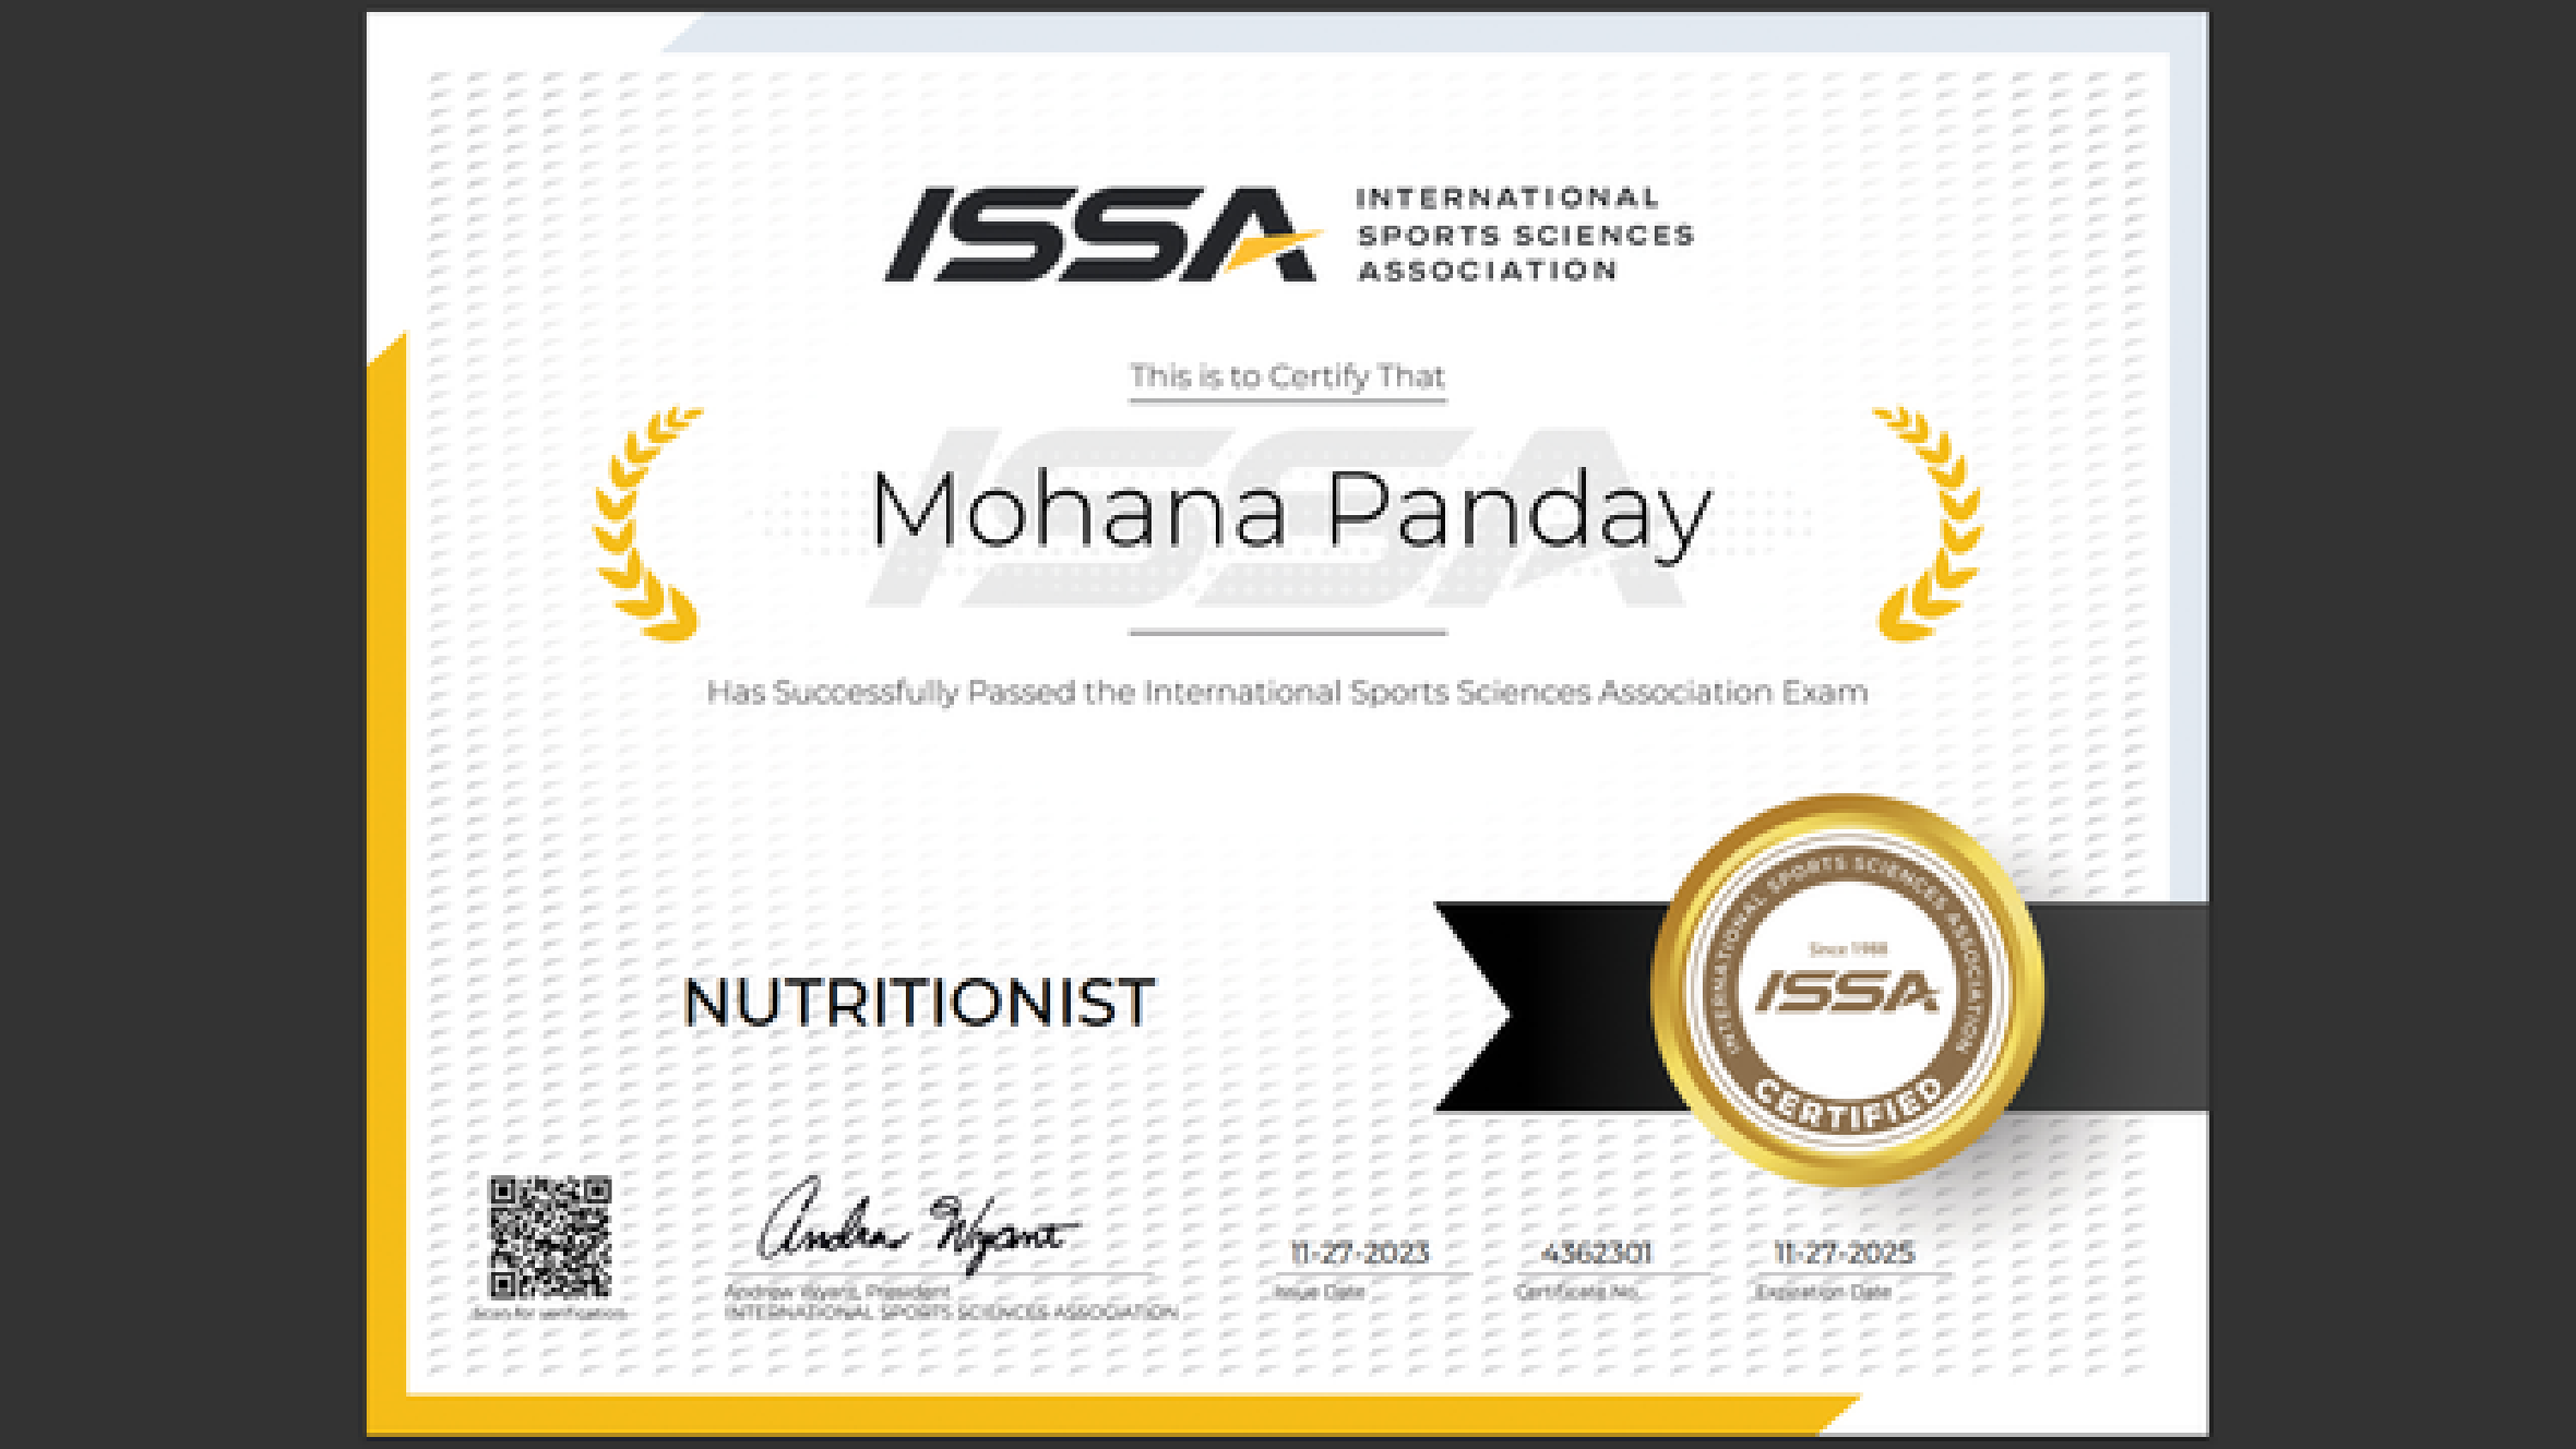 ISSA
INTERNATIONAL
SPORTS SCIENCES
ASSOCIATION
This is to Certify That
ISSA
Mohana Panday
Has Successfully Passed the International Sports Sciences Association Exam
INTERNATIONAL SPORTS SCIENCES ASSOCIATION
Since 1988
ISSA
CERTIFIED
NUTRITIONIST
Andrew Wyant
11-27-2023
4362301
11-27-2025
Andrew Wyant, President
Issue Date
Certificate No.
Expiration Date
INTERNATIONAL SPORTS SCIENCES ASSOCIATION
Scan for verification